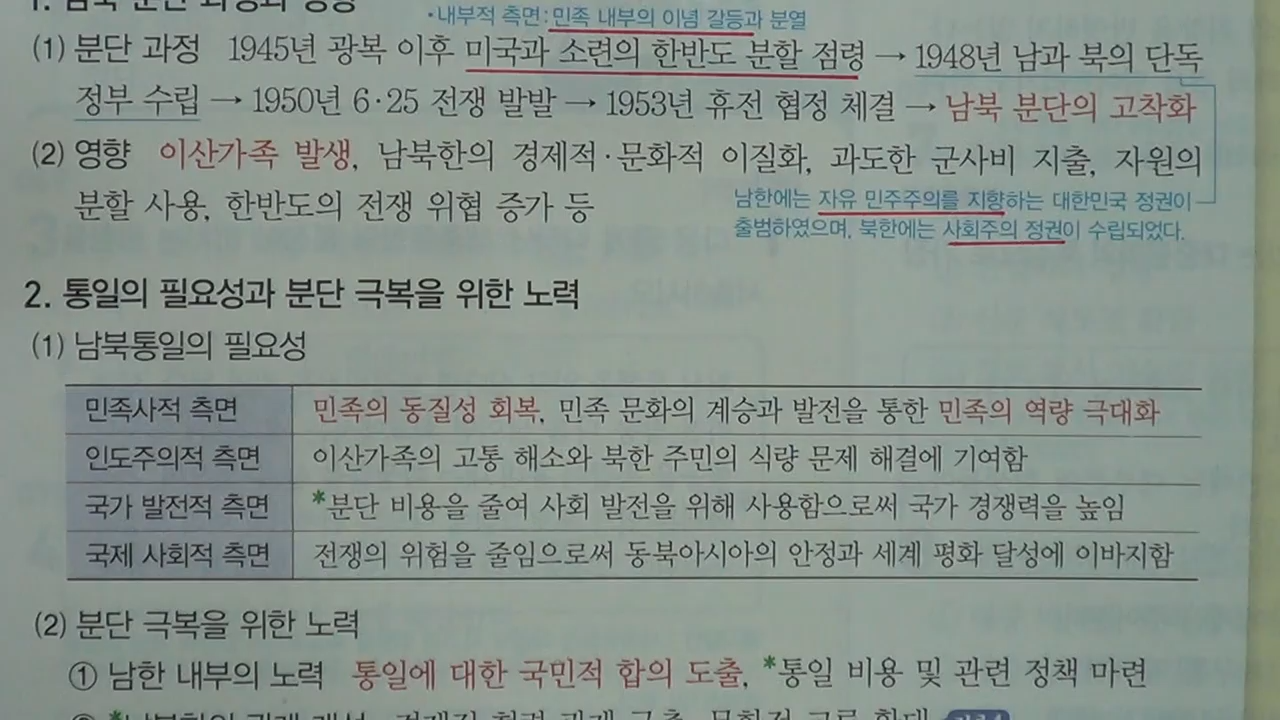 1. 남북 분단 과정과 영향
• 내부적 측면: 민족 내부의 이념 갈등과 분열
(1) 분단 과정 1945년 광복 이후 미국과 소련의 한반도 분할 점령 → 1948년 남과 북의 단독
정부 수립 → 1950년 6·25 전쟁 발발 → 1953년 휴전 협정 체결 → 남북 분단의 고착화
(2) 영향 이산가족 발생, 남북한의 경제적·문화적 이질화, 과도한 군사비 지출, 자원의
분할 사용, 한반도의 전쟁 위협 증가 등
남한에는 자유 민주주의를 지향하는 대한민국 정권이
출범하였으며, 북한에는 사회주의 정권이 수립되었다.
2. 통일의 필요성과 분단 극복을 위한 노력
(1) 남북통일의 필요성
민족사적 측면 민족의 동질성 회복, 민족 문화의 계승과 발전을 통한 민족의 역량 극대화
인도주의적 측면 이산가족의 고통 해소와 북한 주민의 식량 문제 해결에 기여함
국가 발전적 측면 *분단 비용을 줄여 사회 발전을 위해 사용함으로써 국가 경쟁력을 높임
국제 사회적 측면 전쟁의 위험을 줄임으로써 동북아시아의 안정과 세계 평화 달성에 이바지함
(2) 분단 극복을 위한 노력
① 남한 내부의 노력 통일에 대한 국민적 합의 도출, *통일 비용 및 관련 정책 마련